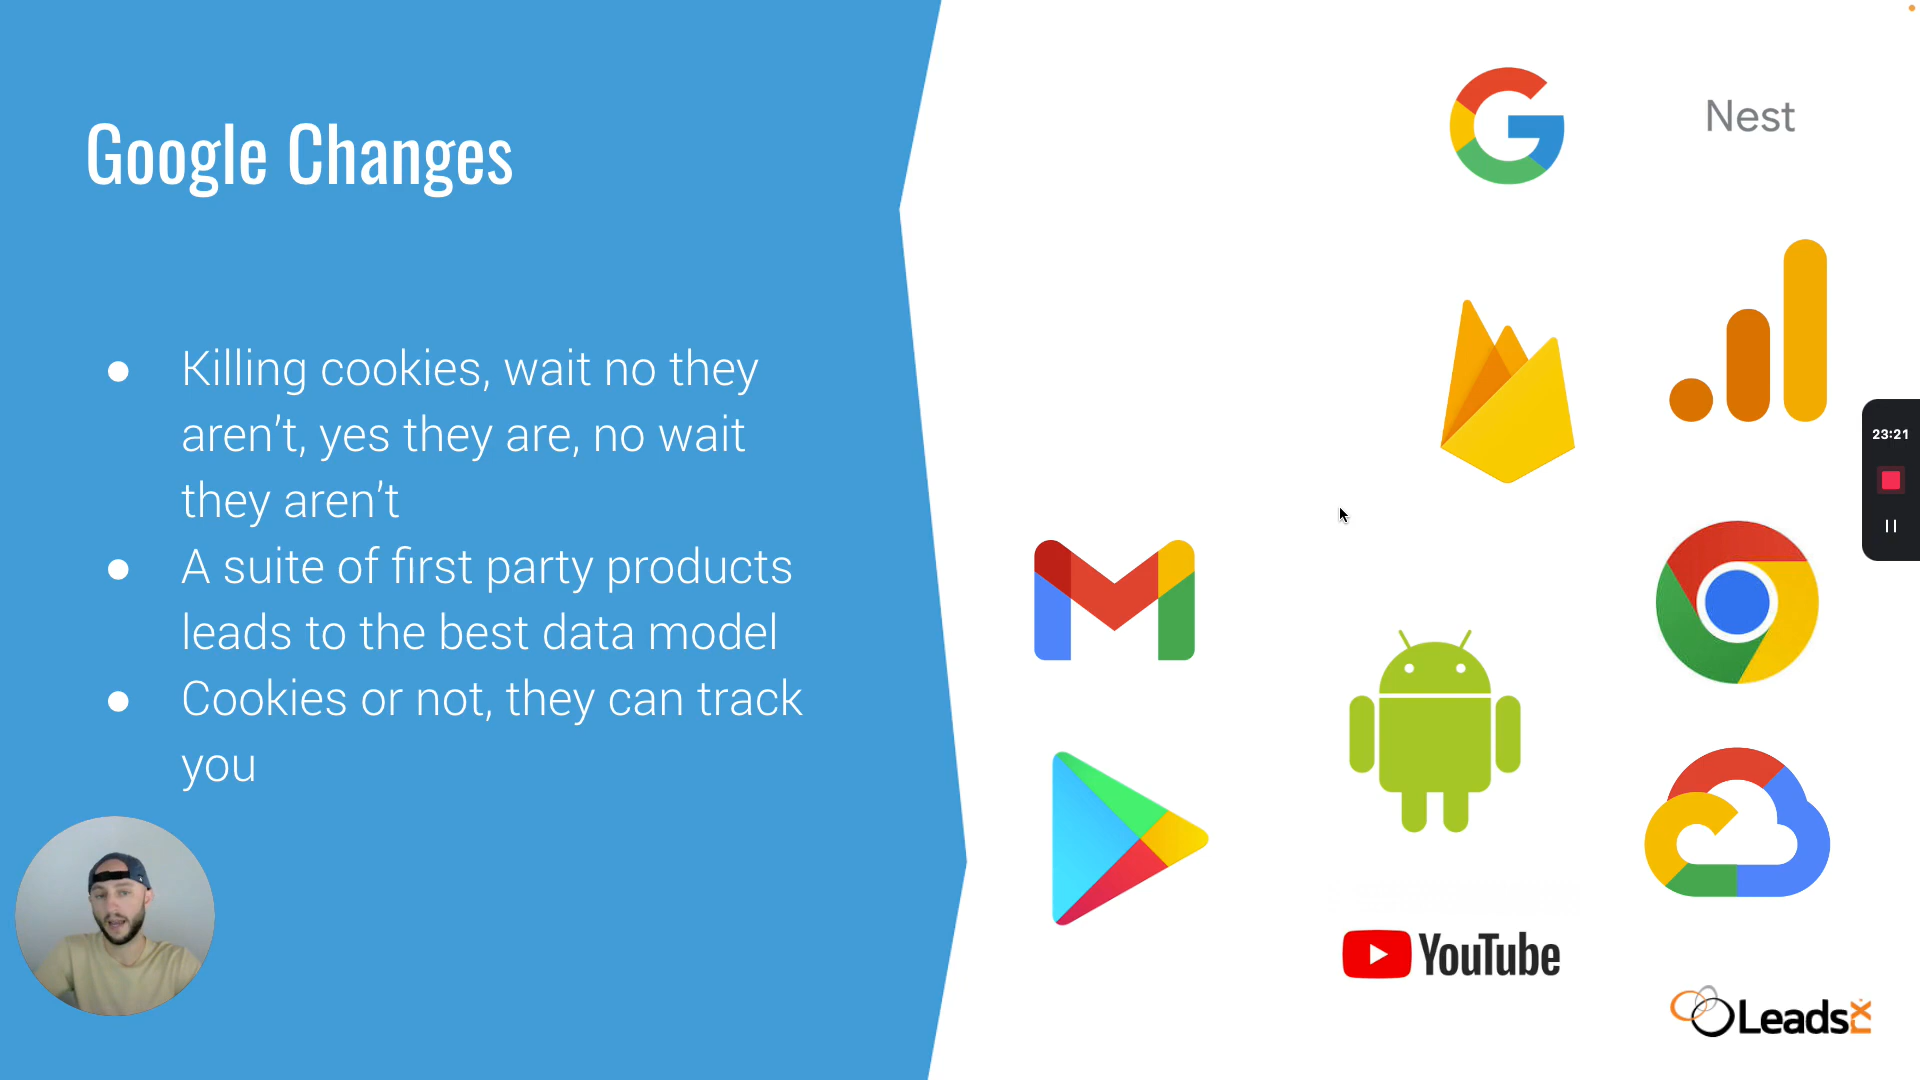 Google Changes
● Killing cookies, wait no they
aren’t, yes they are, no wait
they aren’t
● A suite of first party products
leads to the best data model
● Cookies or not, they can track
you
Nest
23:21
YouTube
LeadsRx